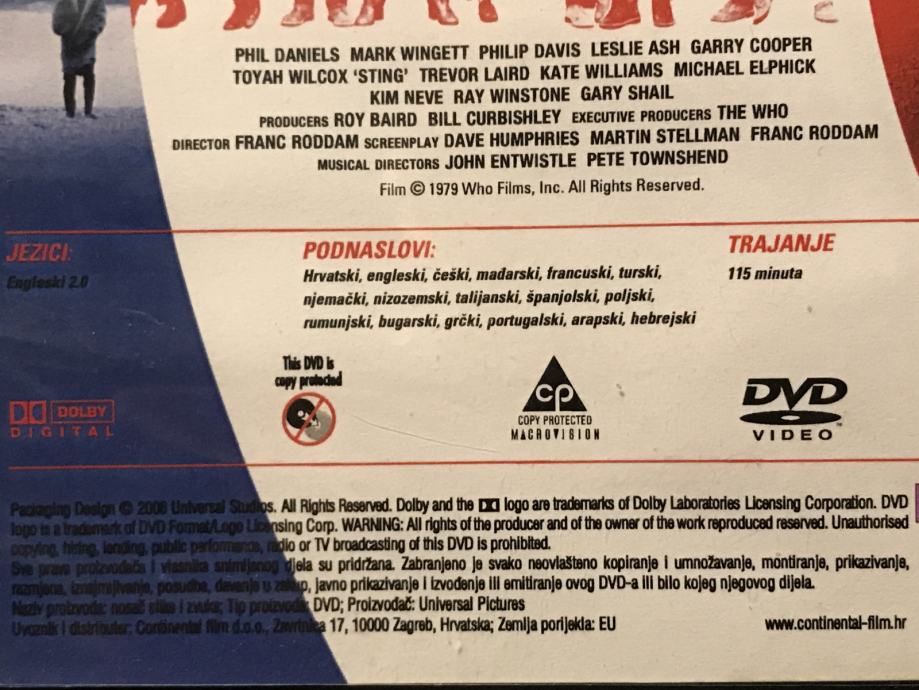 PHIL DANIELS MARK WINGETT PHILIP DAVIS LESLIE ASH GARRY COOPER
TOYAH WILCOX 'STING' TREVOR LAIRD KATE WILLIAMS MICHAEL ELPHICK
KIM NEVE RAY WINSTONE GARY SHAIL
PRODUCERS ROY BAIRD BILL CURBISHLEY EXECUTIVE PRODUCERS THE WHO
DIRECTOR FRANC RODDAM SCREENPLAY DAVE HUMPHRIES MARTIN STELLMAN FRANC RODDAM
MUSICAL DIRECTORS JOHN ENTWISTLE PETE TOWNSHEND
Film © 1979 Who Films, Inc. All Rights Reserved.
JEZICI:
Engleski 2.0
PODNASLOVI:
Hrvatski, engleski, češki, mađarski, francuski, turski,
njemački, nizozemski, talijanski, španjolski, poljski,
rumunjski, bugarski, grčki, portugalski, arapski, hebrejski
TRAJANJE
115 minuta
DOLBY
DIGITAL
This DVD is
copy protected
cp
COPY PROTECTED
MACROVISION
DVD
VIDEO
Packaging Design © 2006 Universal Studios. All Rights Reserved. Dolby and the logo are trademarks of Dolby Laboratories Licensing Corporation. DVD
logo is a trademark of DVD Format/Logo Licensing Corp. WARNING: All rights of the producer and of the owner of the work reproduced reserved. Unauthorised
copying, hiring, lending, public performance, radio or TV broadcasting of this DVD is prohibited.
Sva prava proizvođača i vlasnika snimljenog djela su pridržana. Zabranjeno je svako neovlašteno kopiranje i umnožavanje, montiranje, prikazivanje,
razmjena, iznajmljivanje, posudba, davanje u zakup, javno prikazivanje i izvođenje ili emitiranje ovog DVD-a ili bilo kojeg njegovog dijela.
Naziv proizvoda: nosač slike i zvuka; Tip proizvoda: DVD; Proizvođač: Universal Pictures
Uvoznik i distributer: Continental film d.o.o., Zavrtnica 17, 10000 Zagreb, Hrvatska; Zemlja porijekla: EU
www.continental-film.hr